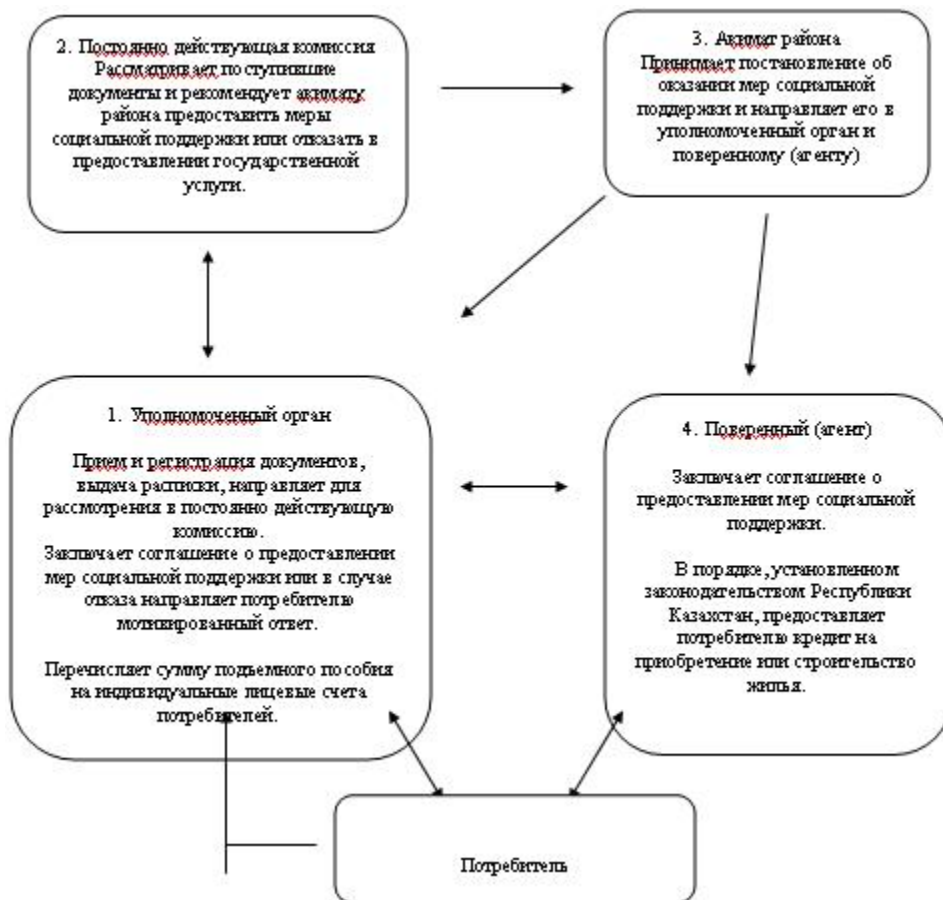 2. Постоянно действующая комиссия
Рассматривает поступившие
документы и рекомендует акимату
района предоставить меры
социальной поддержки или отказать в
предоставлении государственной
услуги.
3. Акимат района
Принимает постановление об
оказании мер социальной
поддержки и направляет его в
уполномоченный орган и
поверенному (агенту)
1. Уполномоченный орган
Прием и регистрация документов,
выдача расписки, направляет для
рассмотрения в постоянно действующую
комиссию.
Заключает соглашение о предоставлении
мер социальной поддержки или в случае
отказа направляет потребителю
мотивированный ответ.
Перечисляет сумму подъемного пособия
на индивидуальные лицевые счета
потребителей.
4. Поверенный (агент)
Заключает соглашение о
предоставлении мер социальной
поддержки.
В порядке, установленном
законодательством Республики
Казахстан, предоставляет
потребителю кредит на
приобретение или строительство
жилья.
Потребитель